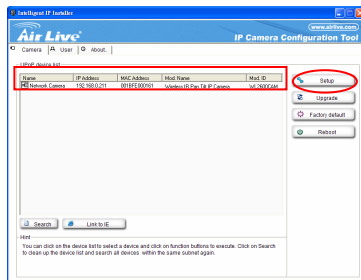 Intelligent IP Installer
Air Live®
www.airlive.com
IP Camera Configuration Tool
Camera User About..
UPnP device list
Name IP Address MAC Address Mod. Name Mod. ID
Network Camera 192.168.0.211 001BFE000161 Wireless IR Pan Tilt IP Camera WL2600CAM
Setup
Upgrade
Factory default
Reboot
Search Link to IE
Hint
You can click on the device list to select a device and click on function buttons to execute. Click on Search
to clean up the device list and search all devices within the same subnet again.